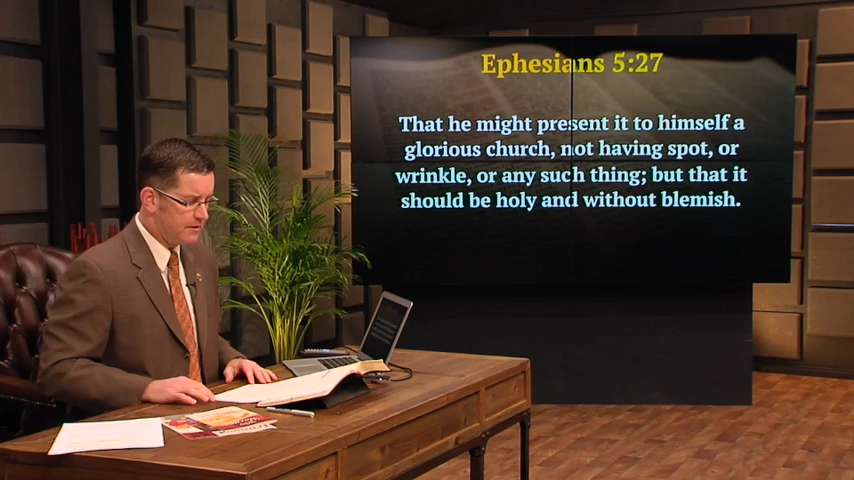 Ephesians 5:27
That he might present it to himself a
glorious church, not having spot, or
wrinkle, or any such thing; but that it
should be holy and without blemish.